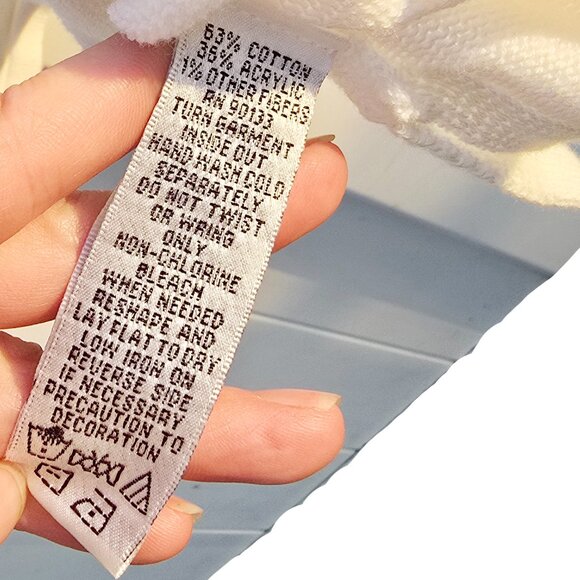 63% COTTON
36% ACRYLIC
1% OTHER FIBERS
RN 90133
TURN GARMENT
INSIDE OUT
HAND WASH COLD
SEPARATELY
DO NOT TWIST
OR WRING
ONLY
NON-CHLORINE
BLEACH
WHEN NEEDED
RESHAPE AND
LAY FLAT TO DRY
LOW IRON ON
REVERSE SIDE
IF NECESSARY
PRECAUTION TO
DECORATION